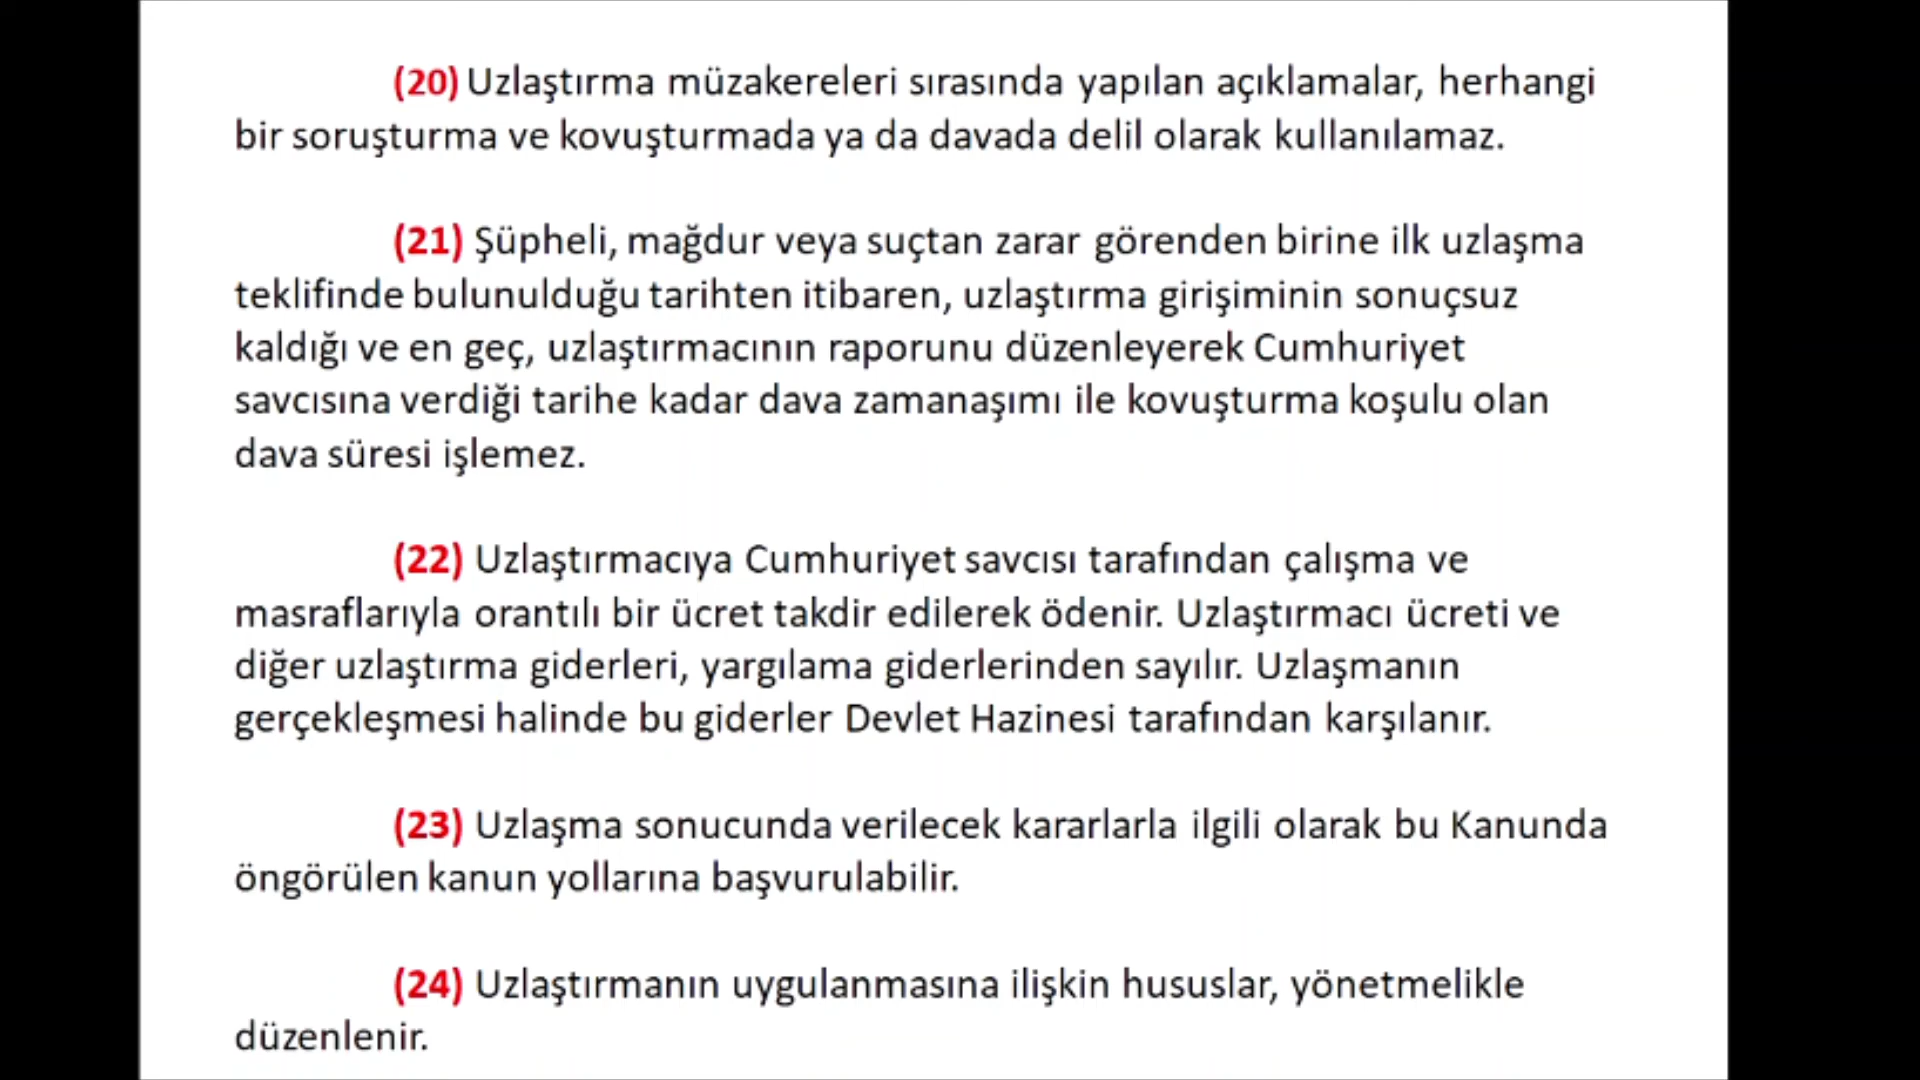 (20) Uzlaştırma müzakereleri sırasında yapılan açıklamalar, herhangi
bir soruşturma ve kovuşturmada ya da davada delil olarak kullanılamaz.
(21) Şüpheli, mağdur veya suçtan zarar görenden birine ilk uzlaşma
teklifinde bulunulduğu tarihten itibaren, uzlaştırma girişiminin sonuçsuz
kaldığı ve en geç, uzlaştırmacının raporunu düzenleyerek Cumhuriyet
savcısına verdiği tarihe kadar dava zamanaşımı ile kovuşturma koşulu olan
dava süresi işlemez.
(22) Uzlaştırmacıya Cumhuriyet savcısı tarafından çalışma ve
masraflarıyla orantılı bir ücret takdir edilerek ödenir. Uzlaştırmacı ücreti ve
diğer uzlaştırma giderleri, yargılama giderlerinden sayılır. Uzlaşmanın
gerçekleşmesi halinde bu giderler Devlet Hazinesi tarafından karşılanır.
(23) Uzlaşma sonucunda verilecek kararlarla ilgili olarak bu Kanunda
öngörülen kanun yollarına başvurulabilir.
(24) Uzlaştırmanın uygulanmasına ilişkin hususlar, yönetmelikle
düzenlenir.